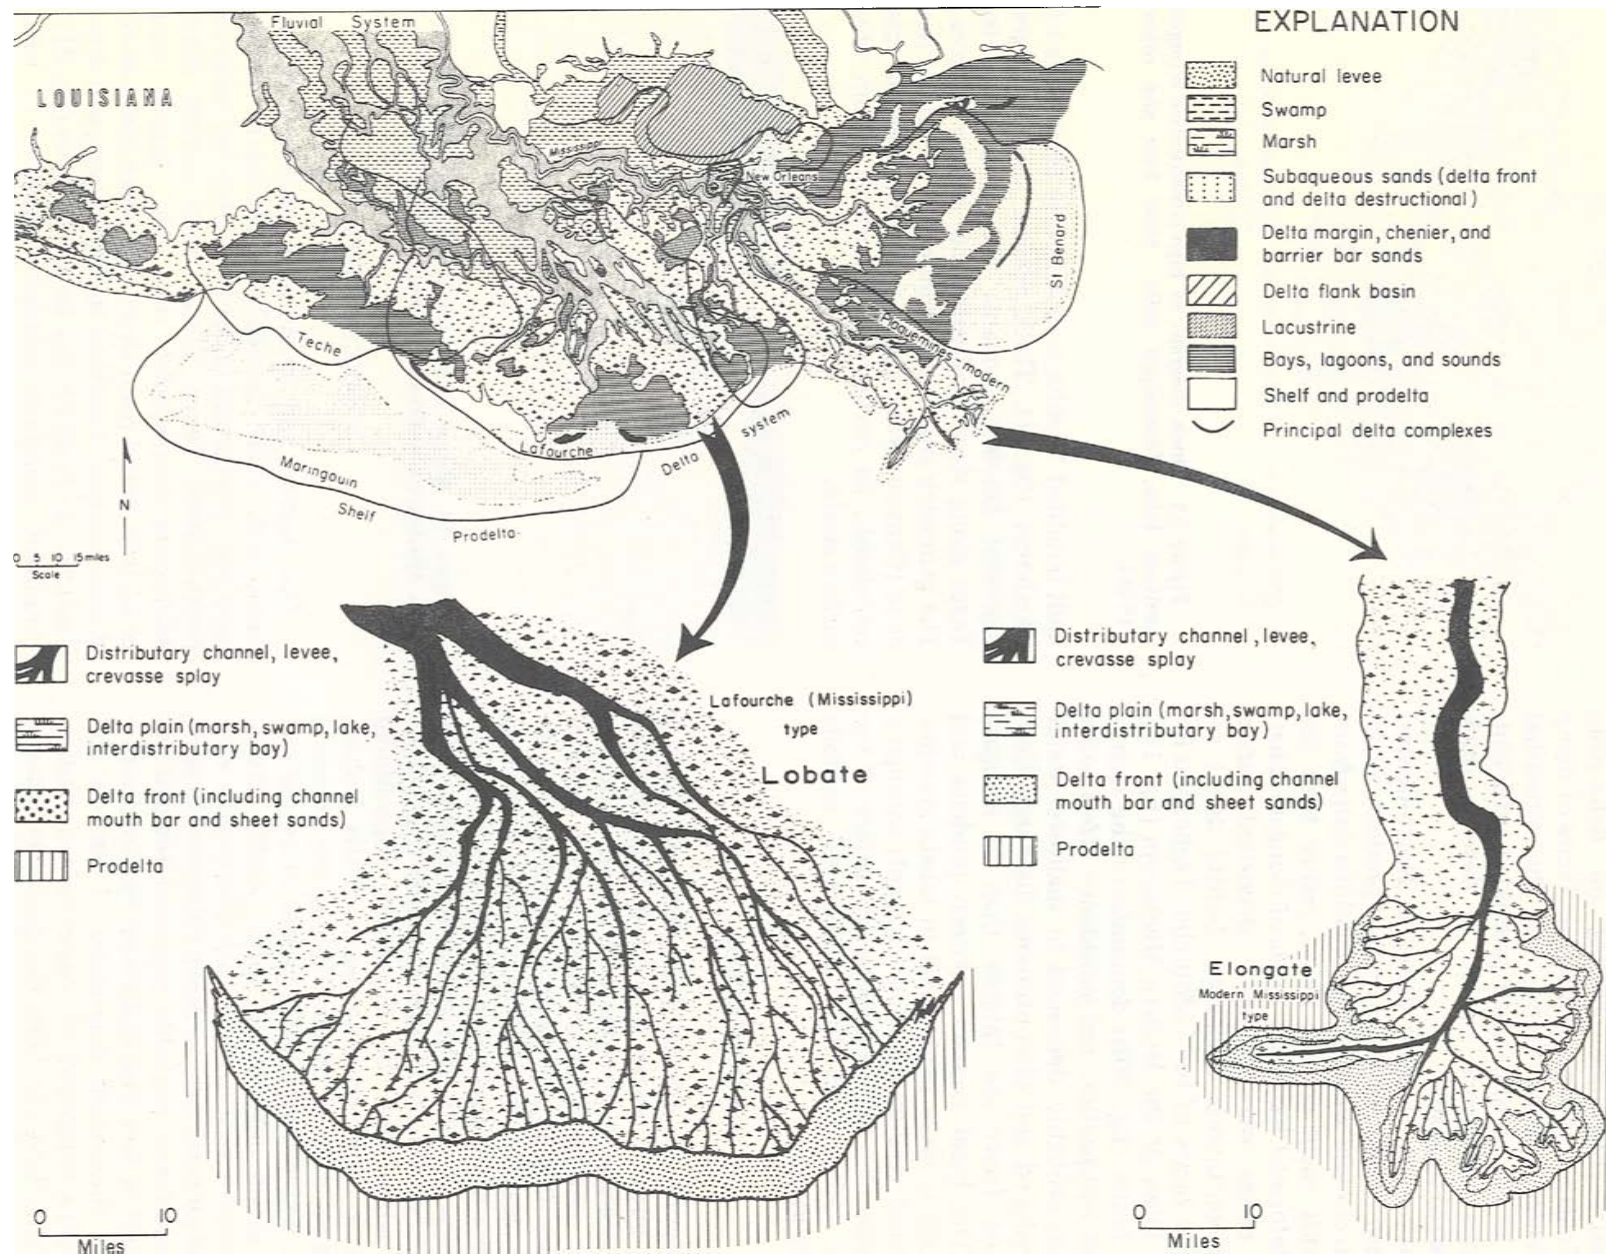 Fluvial System
LOUISIANA
Mississippi
New Orleans
St Benard
Plaquemines modern
Teche
Lafourche
Delta system
Maringouin
Shelf
Prodelta
N
0 5 10 15 miles
Scale
EXPLANATION
Natural levee
Swamp
Marsh
Subaqueous sands (delta front
and delta destructional)
Delta margin, chenier, and
barrier bar sands
Delta flank basin
Lacustrine
Bays, lagoons, and sounds
Shelf and prodelta
Principal delta complexes
Distributary channel, levee,
crevasse splay
Delta plain (marsh, swamp, lake,
interdistributary bay)
Delta front (including channel
mouth bar and sheet sands)
Prodelta
Lafourche (Mississippi)
type
Lobate
0 10
Miles
Distributary channel, levee,
crevasse splay
Delta plain (marsh, swamp, lake,
interdistributary bay)
Delta front (including channel
mouth bar and sheet sands)
Prodelta
Elongate
Modern Mississippi
type
0 10
Miles